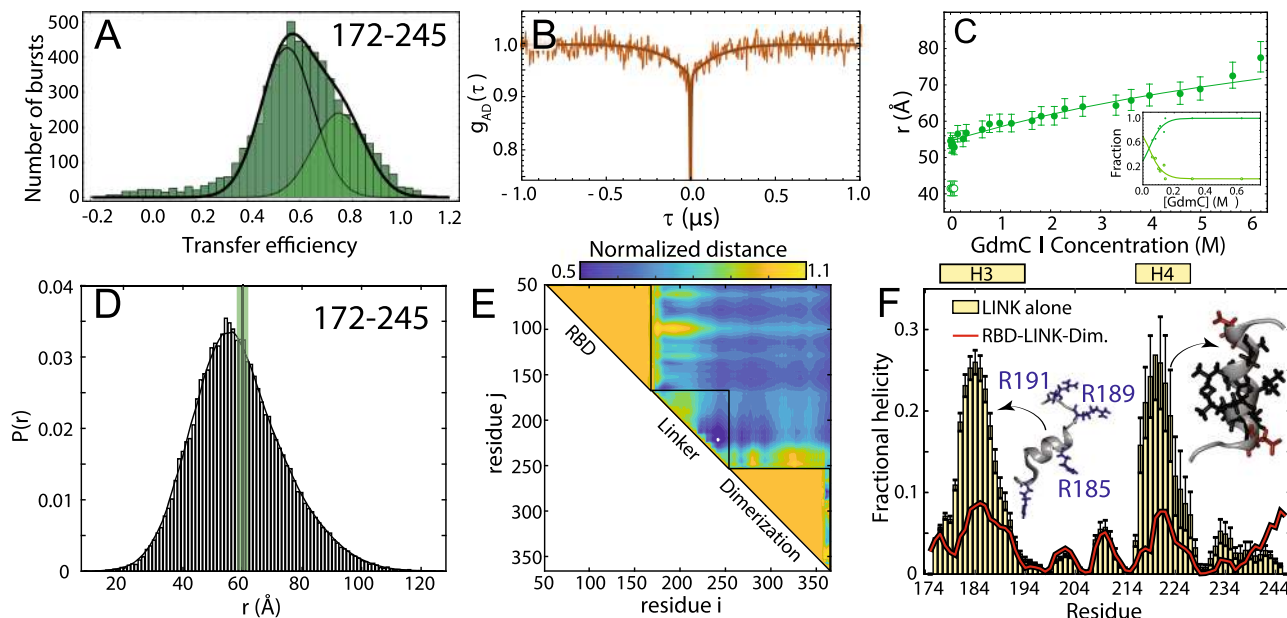 A
172-245
Number of bursts
500
400
300
200
100
0
-0.2 0.0 0.2 0.4 0.6 0.8 1.0 1.2
Transfer efficiency
B
gAD(τ)
1.0
0.9
0.8
-1.0 -0.5 0.0 0.5 1.0
τ (μs)
C
r (Å)
90
80
70
60
50
40
0 1 2 3 4 5 6
GdmC l Concentration (M)
Fraction
1.0
0.6
0.2
0.0 0.2 0.4 0.6
[GdmC] (M
D
172-245
P(r)
0.04
0.03
0.02
0.01
0
20 40 60 80 100 120
r (Å)
Normalized distance
0.5 1.1
E
residue j
50
100
150
200
250
300
350
RBD
Linker
Dimerization
50 100 150 200 250 300 350
residue i
H3 H4
F
LINK alone
RBD-LINK-Dim.
Fractional helicity
0.3
0.2
0.1
0
R191
R189
R185
174 184 194 204 214 224 234 244
Residue